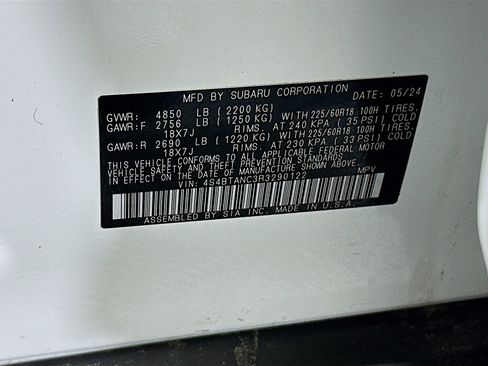 MFD BY SUBARU CORPORATION DATE: 05/24
GVWR: 4850 LB (2200 KG)
GAWR:F 2756 LB (1250 KG) WITH 225/60R18 100H TIRES.
18X7J RIMS. AT 240 KPA (35 PSI) COLD
GAWR:R 2690 LB (1220 KG) WITH 225/60R18 100H TIRES.
18X7J RIMS. AT 230 KPA (33 PSI) COLD
THIS VEHICLE CONFORMS TO ALL APPLICABLE FEDERAL MOTOR
VEHICLE SAFETY AND THEFT PREVENTION STANDARDS
IN EFFECT ON THE DATE OF MANUFACTURE SHOWN ABOVE.
VIN: 4S4BTANC3R3290122 MPV
ASSEMBLED BY SIA INC. MADE IN U.S.A.